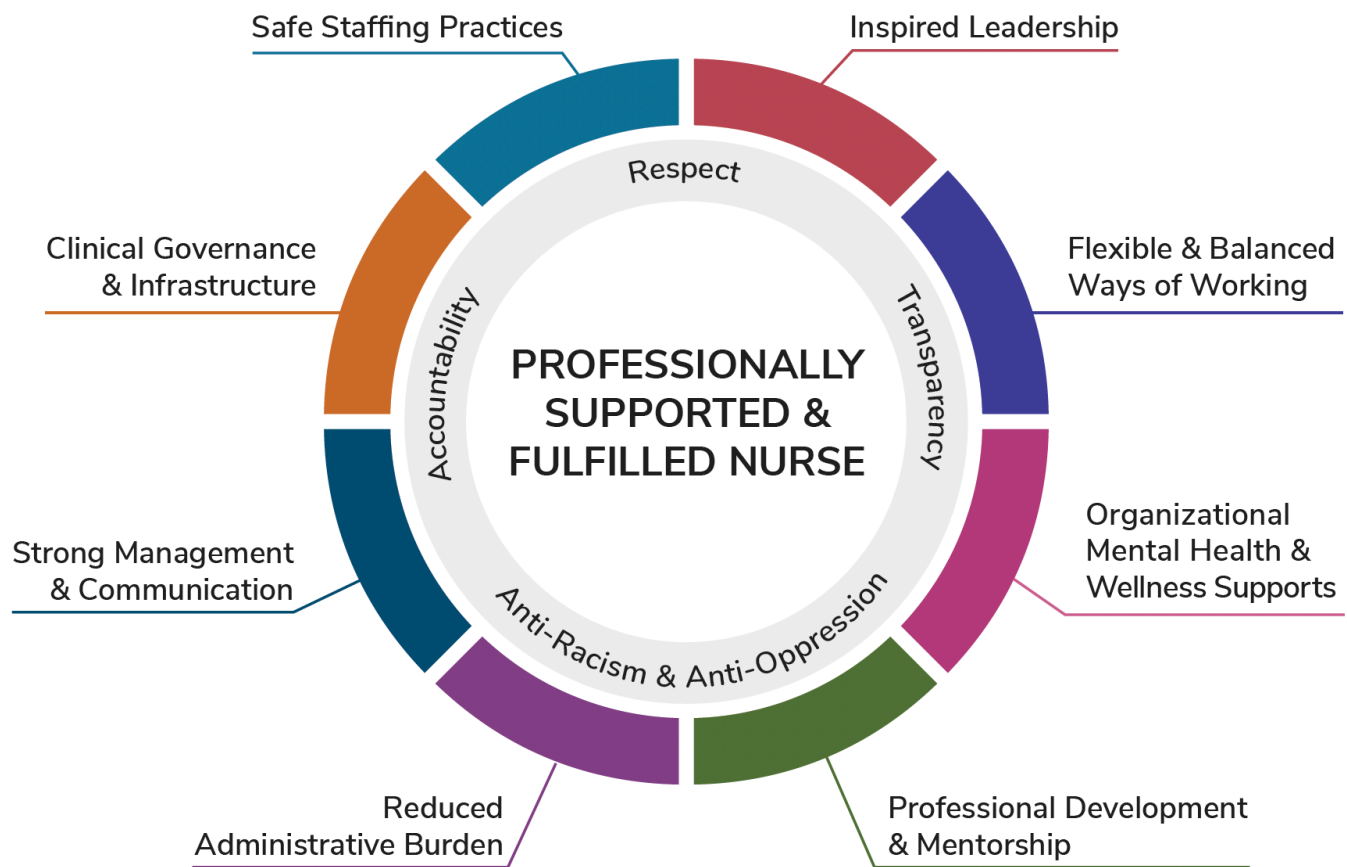 Safe Staffing Practices
Inspired Leadership
Respect
Clinical Governance
& Infrastructure
Flexible & Balanced
Ways of Working
Accountability
Transparency
PROFESSIONALLY
SUPPORTED &
FULFILLED NURSE
Strong Management
& Communication
Organizational
Mental Health &
Wellness Supports
Anti-Racism & Anti-Oppression
Reduced
Administrative Burden
Professional Development
& Mentorship